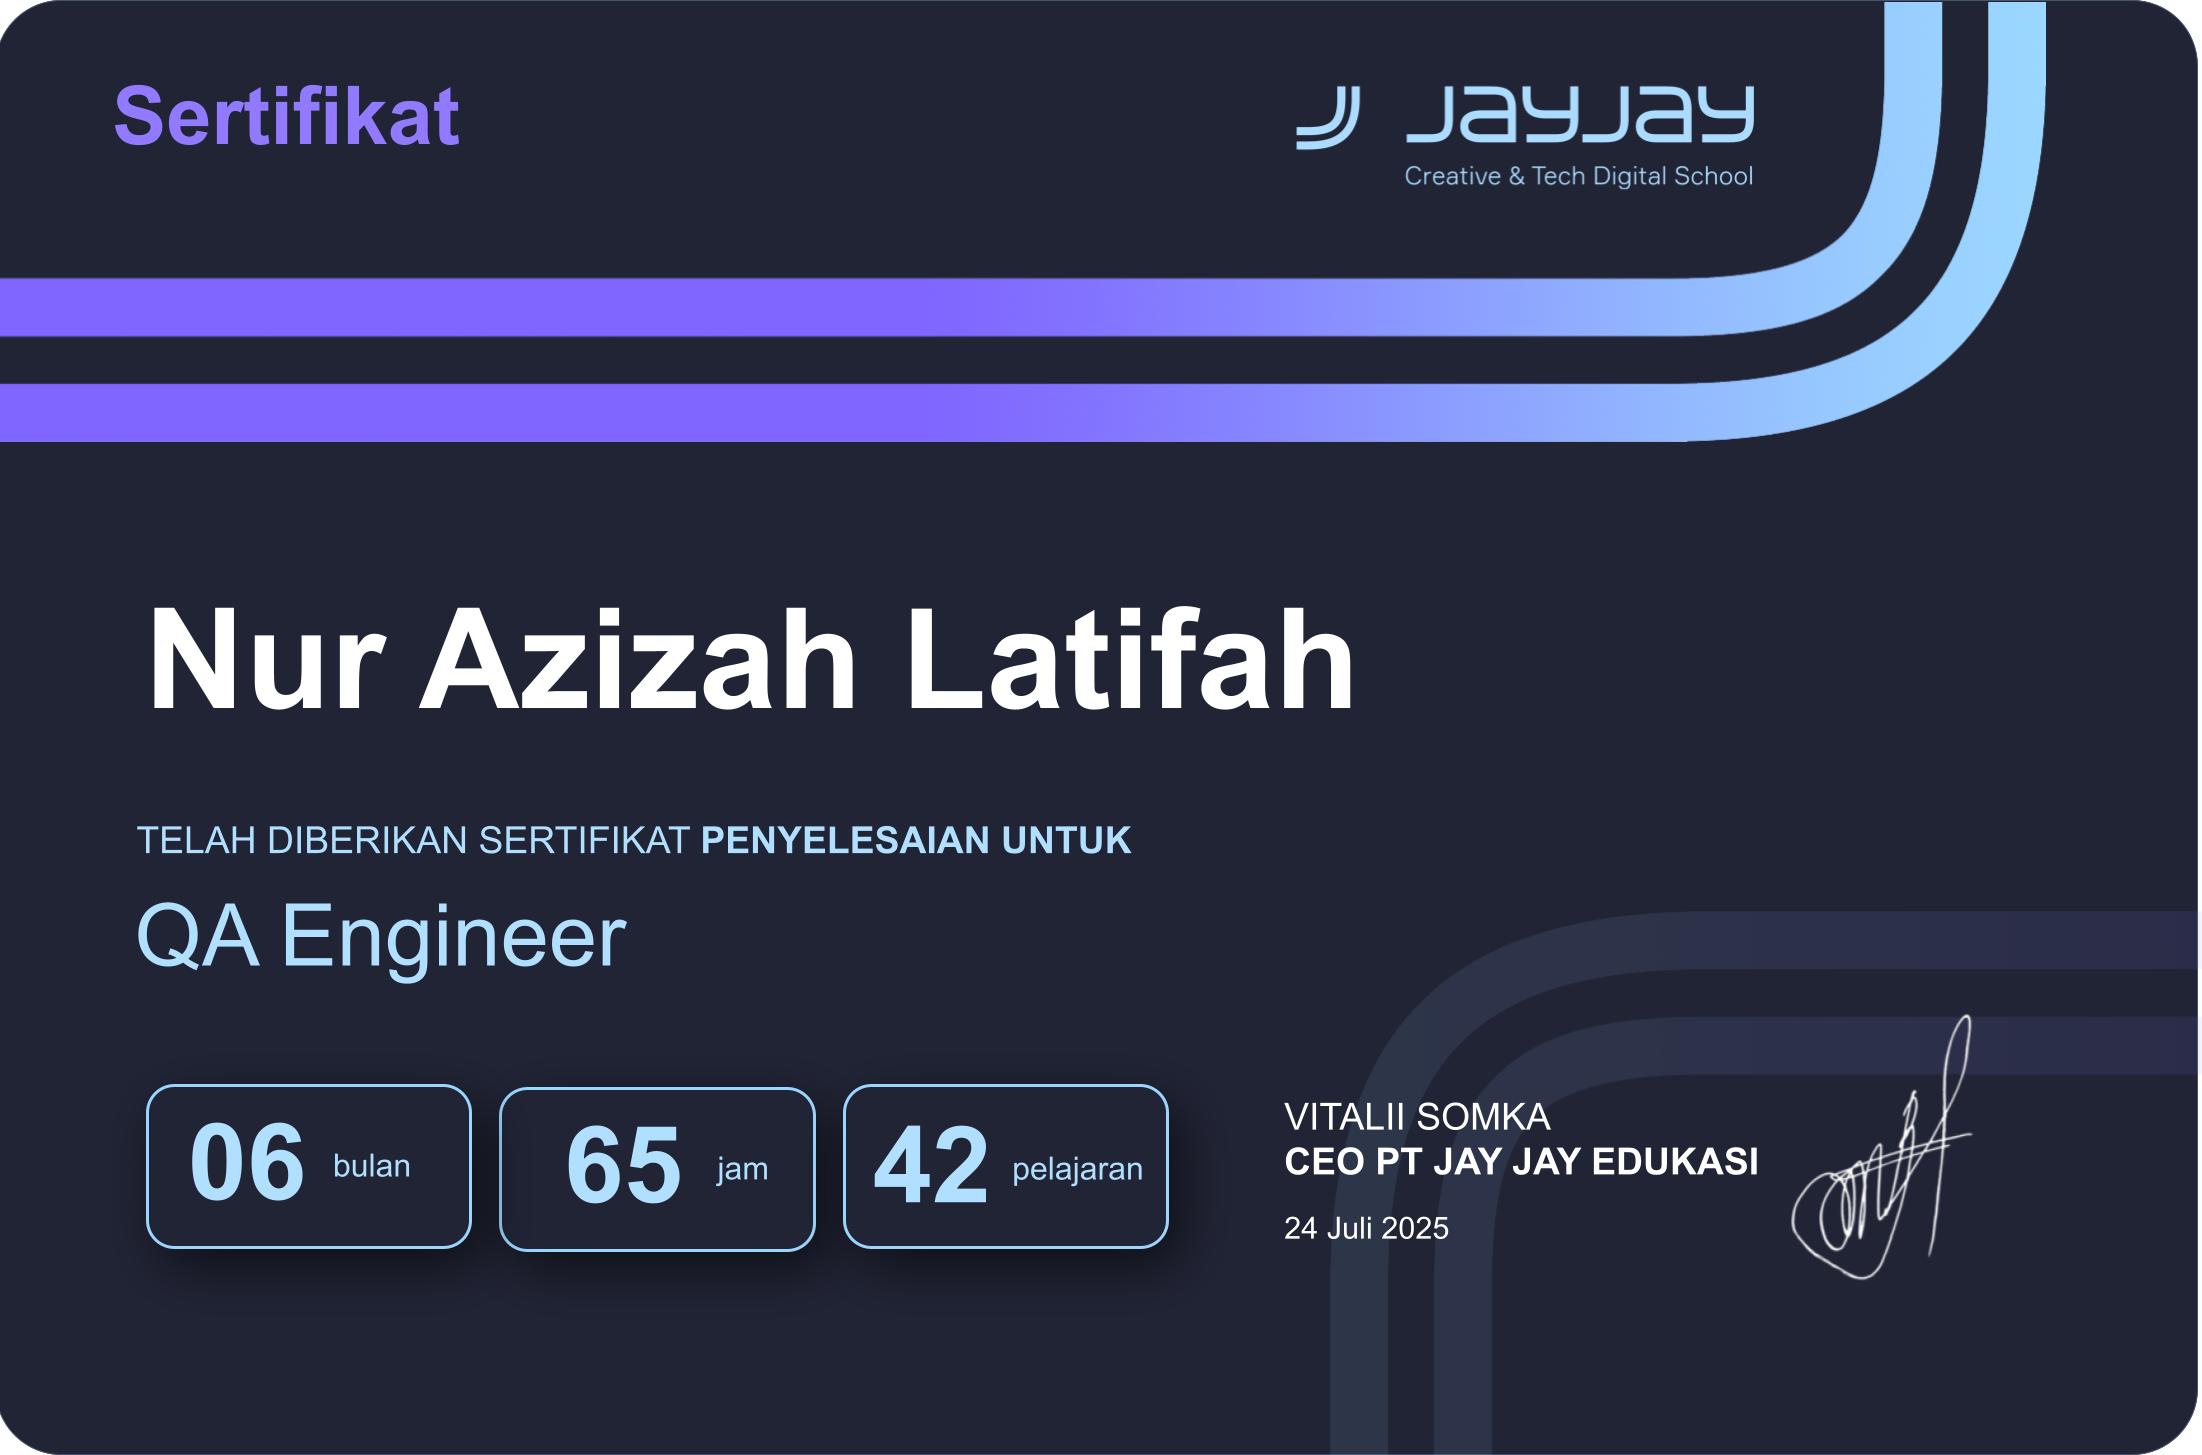 Sertifikat
JayJay
Creative & Tech Digital School
Nur Azizah Latifah
TELAH DIBERIKAN SERTIFIKAT PENYELESAIAN UNTUK
QA Engineer
06 bulan
65 jam
42 pelajaran
VITALII SOMKA
CEO PT JAY JAY EDUKASI
24 Juli 2025